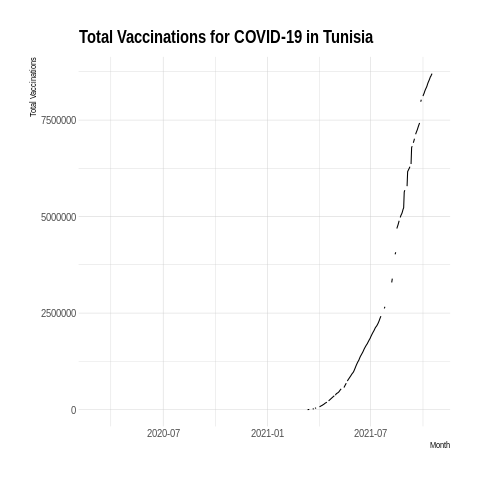 Total Vaccinations for COVID-19 in Tunisia
Total Vaccinations
7500000
5000000
2500000
0
2020-07 2021-01 2021-07
Month